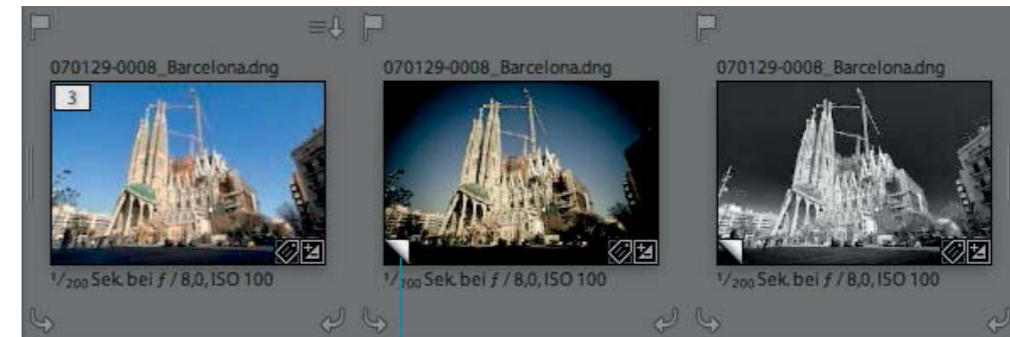 070129-0008_Barcelona.dng
070129-0008_Barcelona.dng
070129-0008_Barcelona.dng
3
1/200 Sek. bei ƒ / 8,0, ISO 100
1/200 Sek. bei ƒ / 8,0, ISO 100
1/200 Sek. bei ƒ / 8,0, ISO 100